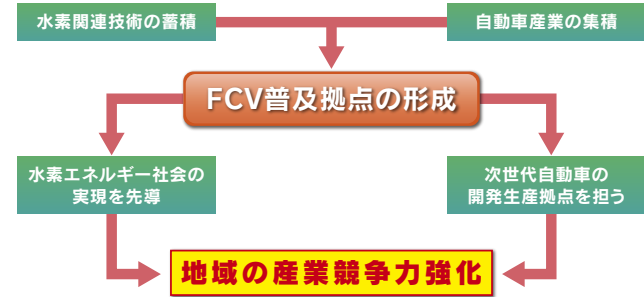 水素関連技術の蓄積
自動車産業の集積
FCV普及拠点の形成
水素エネルギー社会の
実現を先導
次世代自動車の
開発生産拠点を担う
地域の産業競争力強化